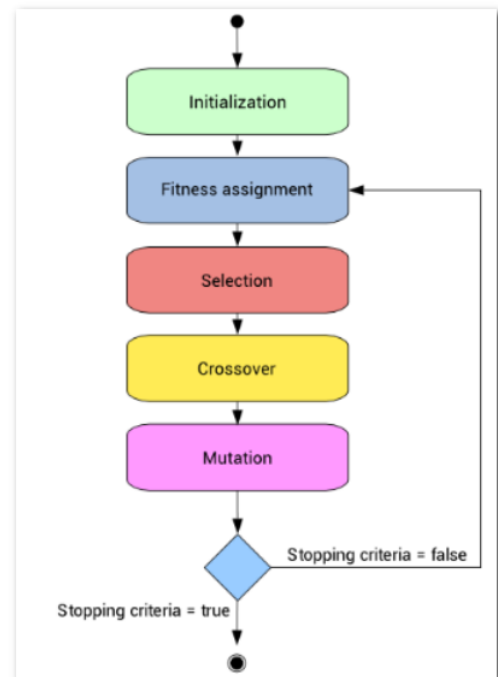 Initialization
Fitness assignment
Selection
Crossover
Mutation
Stopping criteria = false
Stopping criteria = true